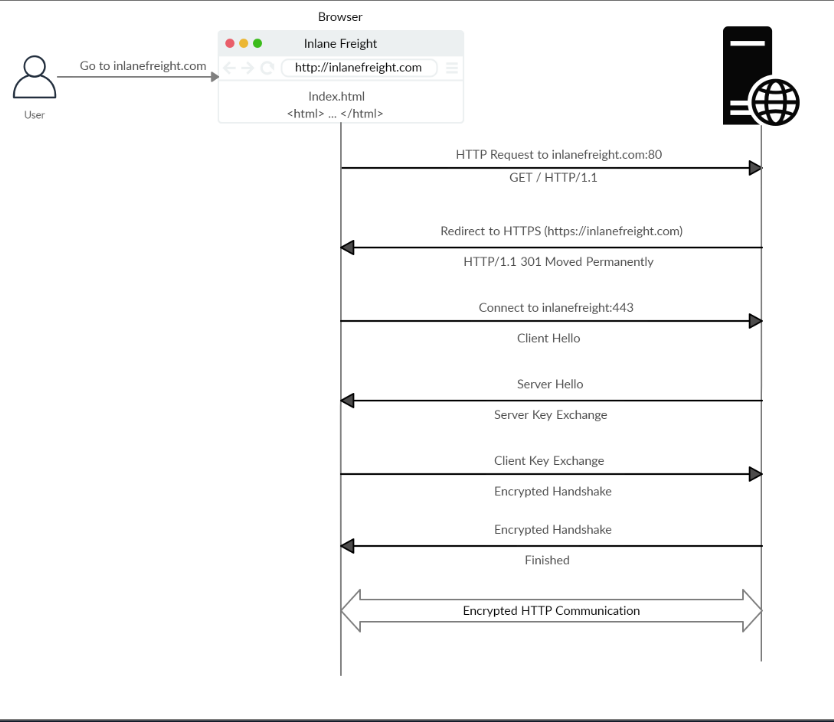 Browser
Inlane Freight
Go to inlanefreight.com
http://inlanefreight.com
User
Index.html
<html> ... </html>
HTTP Request to inlanefreight.com:80
GET / HTTP/1.1
Redirect to HTTPS (https://inlanefreight.com)
HTTP/1.1 301 Moved Permanently
Connect to inlanefreight:443
Client Hello
Server Hello
Server Key Exchange
Client Key Exchange
Encrypted Handshake
Encrypted Handshake
Finished
Encrypted HTTP Communication